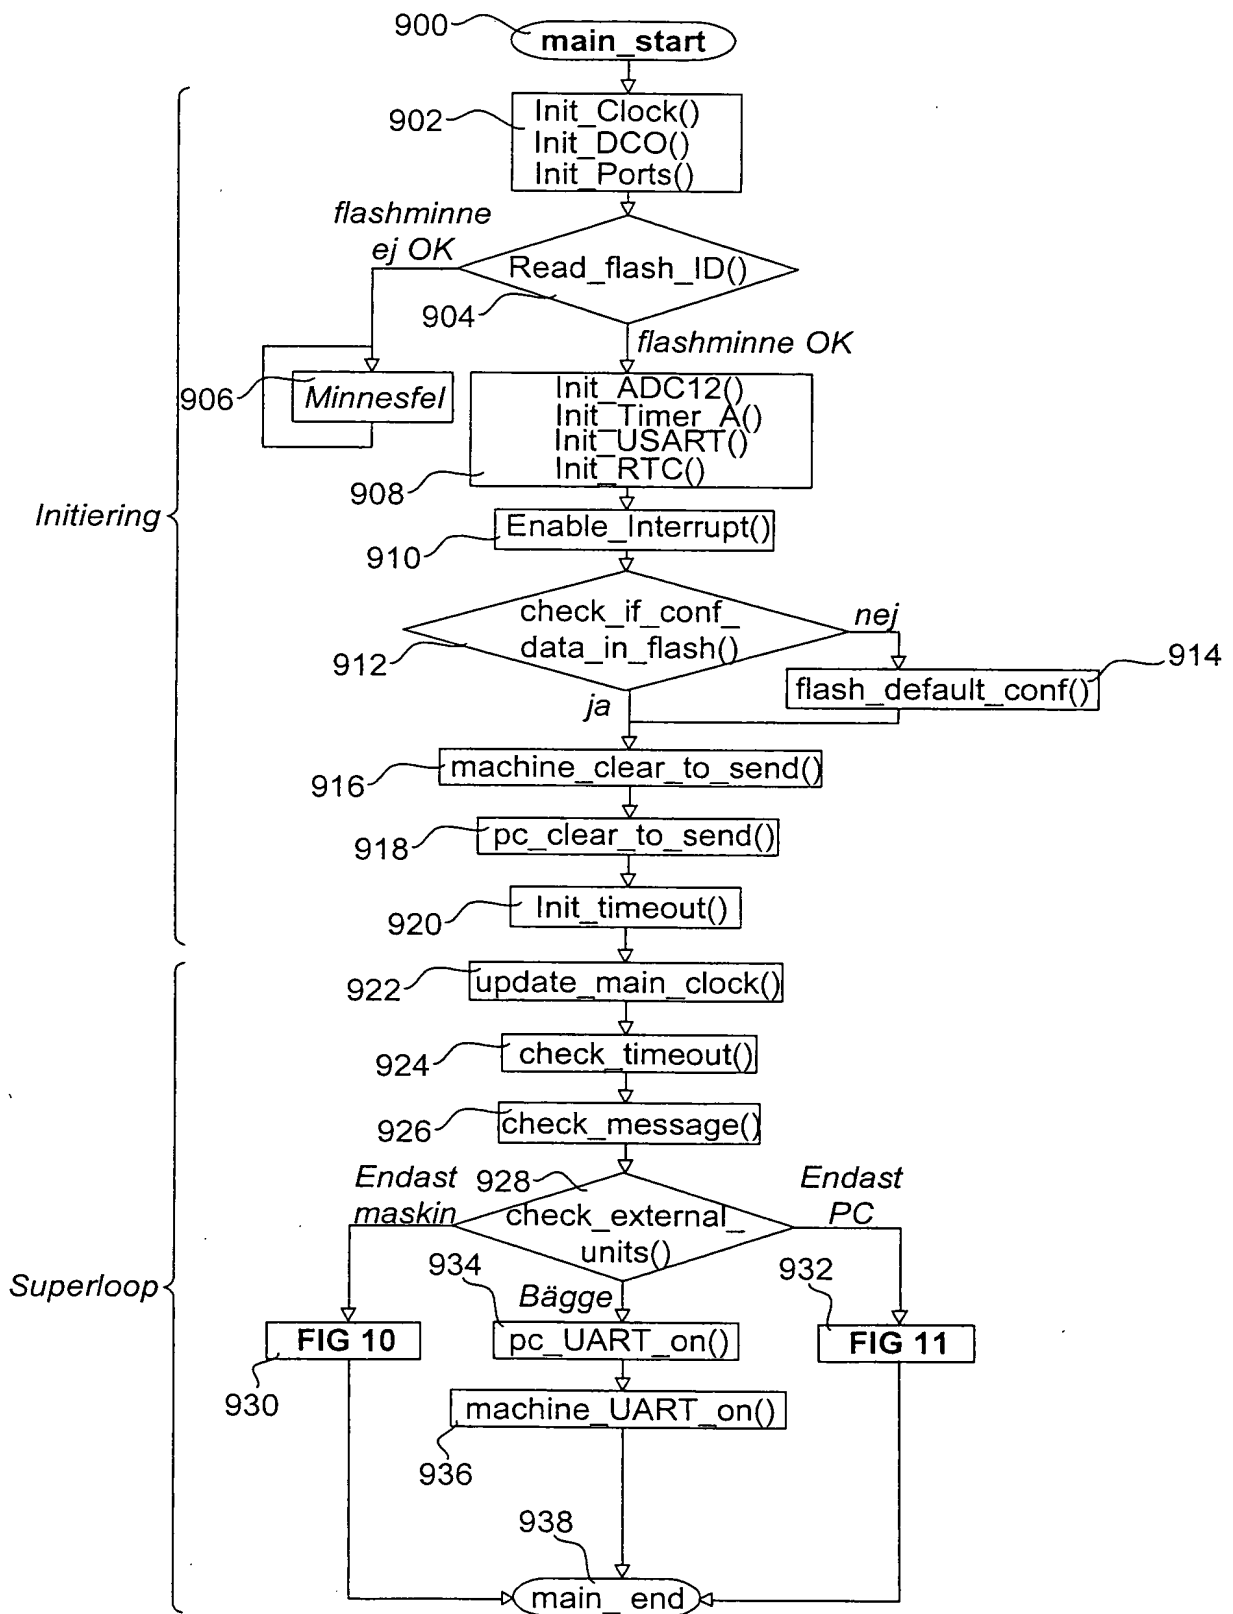 900
main_start
902
Init_Clock()
Init_DCO()
Init_Ports()
flashminne
ej OK
Read_flash_ID()
904
flashminne OK
906
Minnesfel
Init_ADC12()
Init_Timer_A()
Init_USART()
Init_RTC()
908
Initiering
Enable_Interrupt()
910
check_if_conf_
data_in_flash()
912
nej
914
flash_default_conf()
ja
machine_clear_to_send()
916
pc_clear_to_send()
918
Init_timeout()
920
update_main_clock()
922
check_timeout()
924
check_message()
926
Endast
maskin
928
check_external_
units()
Endast
PC
Superloop
934
Bägge
932
FIG 10
pc_UART_on()
FIG 11
930
machine_UART_on()
936
938
main_ end